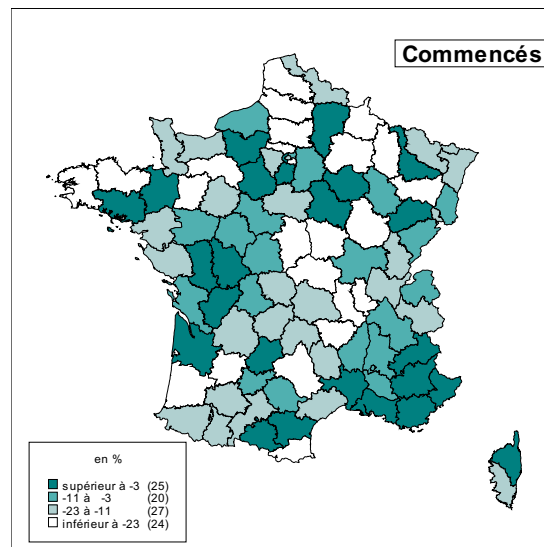 Commencés
en %
supérieur à -3 (25)
-11 à -3 (20)
-23 à -11 (27)
inférieur à -23 (24)